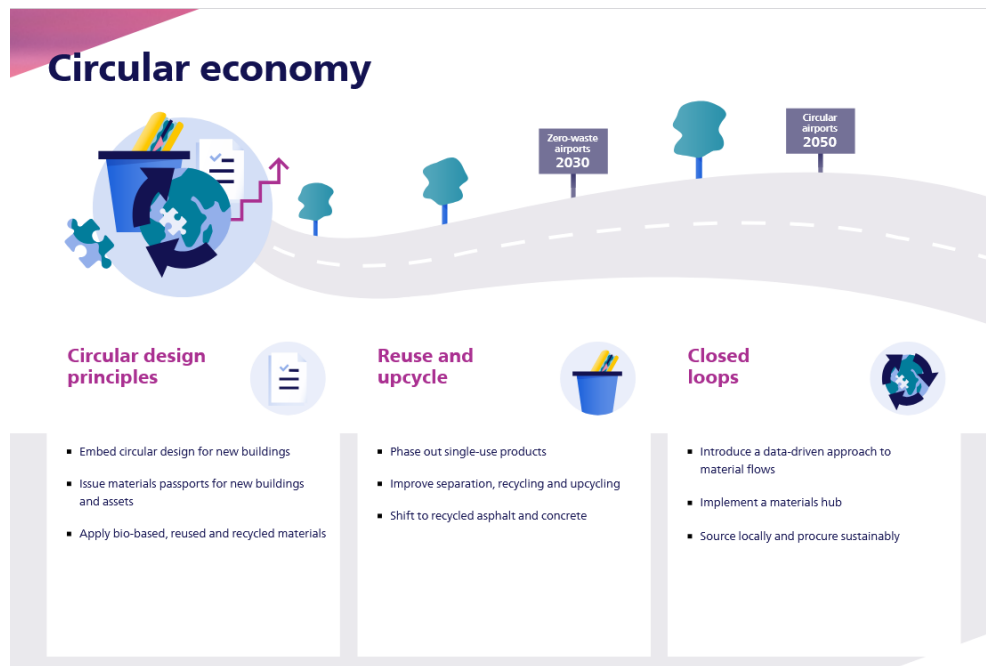 Circular economy
Zero-waste
airports
2030
Circular
airports
2050
Circular design
principles
Reuse and
upcycle
Closed
loops
▪ Embed circular design for new buildings
▪ Issue materials passports for new buildings
and assets
▪ Apply bio-based, reused and recycled materials
▪ Phase out single-use products
▪ Improve separation, recycling and upcycling
▪ Shift to recycled asphalt and concrete
▪ Introduce a data-driven approach to
material flows
▪ Implement a materials hub
▪ Source locally and procure sustainably